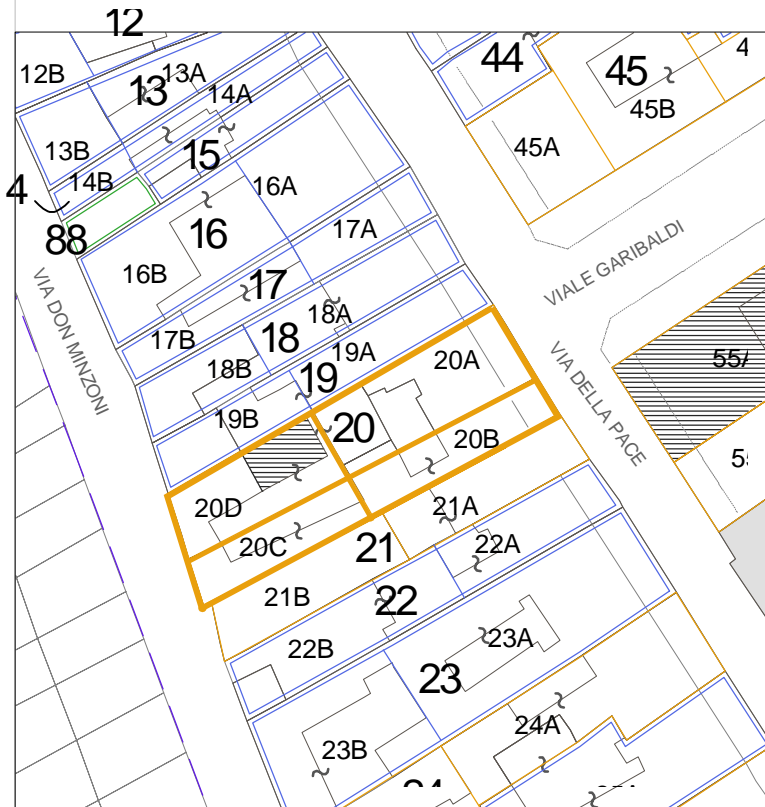 12
12B
13A
13
14A
13B
14B
15
4
88
16A
16
16B
17A
17
17B
18A
18
18B
19A
19
19B
20A
20
20B
20D
20C
21A
21
21B
22A
22
22B
23A
23
23B
24A
44
45
45B
45A
VIALE GARIBALDI
VIA DELLA PACE
VIA DON MINZONI